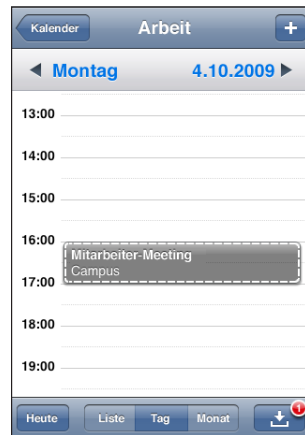 Kalender
Arbeit
+
Montag
4.10.2009
13:00
14:00
15:00
16:00
Mitarbeiter-Meeting
Campus
17:00
18:00
19:00
Heute
Liste
Tag
Monat
1